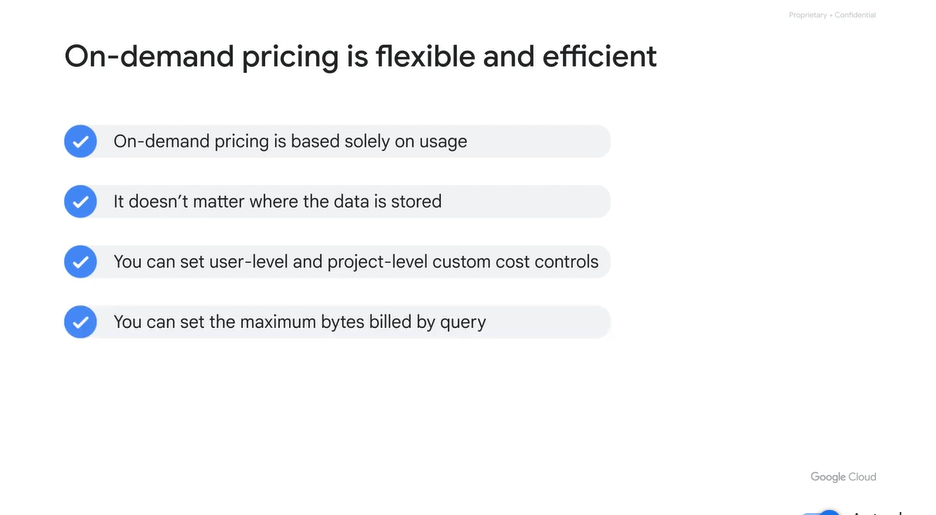 Proprietary + Confidential
On-demand pricing is flexible and efficient
On-demand pricing is based solely on usage
It doesn't matter where the data is stored
You can set user-level and project-level custom cost controls
You can set the maximum bytes billed by query
Google Cloud